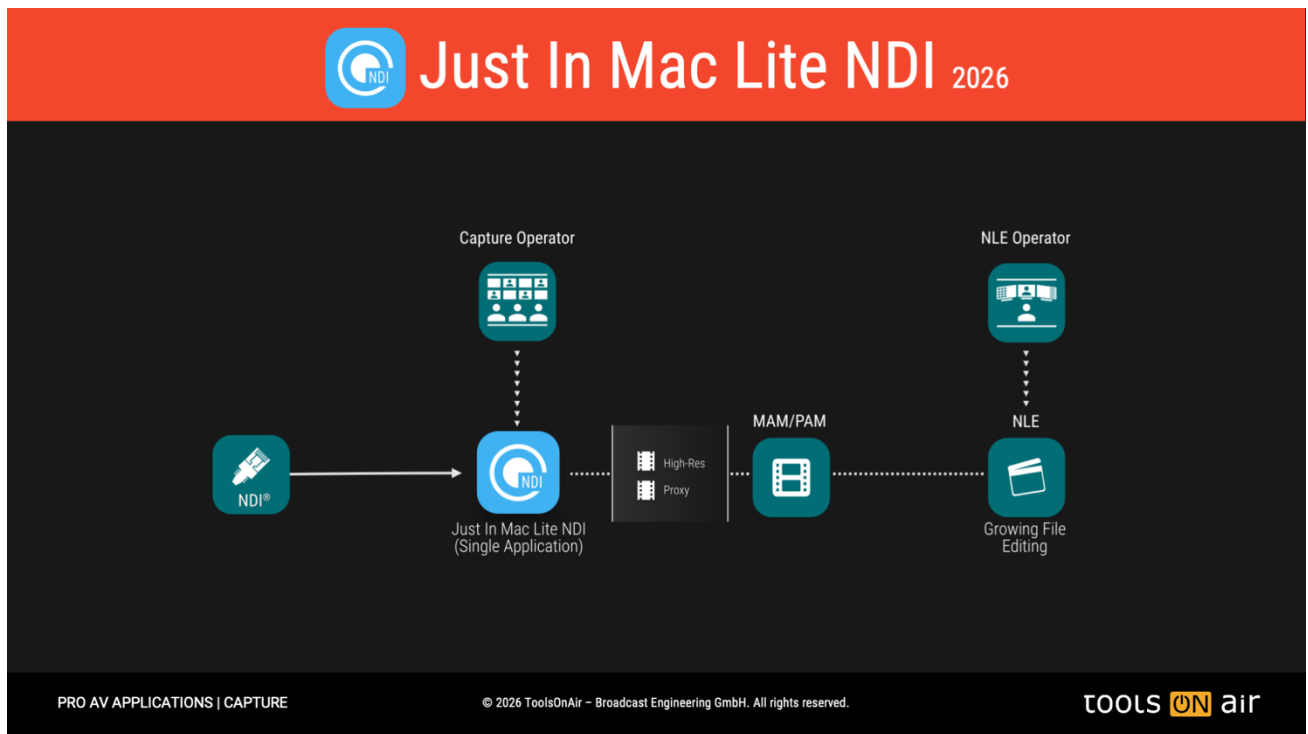 NDI
Just In Mac Lite NDI 2026
Capture Operator
NLE Operator
MAM/PAM
NLE
NDI®
NDI
High-Res
Proxy
Just In Mac Lite NDI
(Single Application)
Growing File
Editing
PRO AV APPLICATIONS | CAPTURE
© 2026 ToolsOnAir – Broadcast Engineering GmbH. All rights reserved.
tools ON air